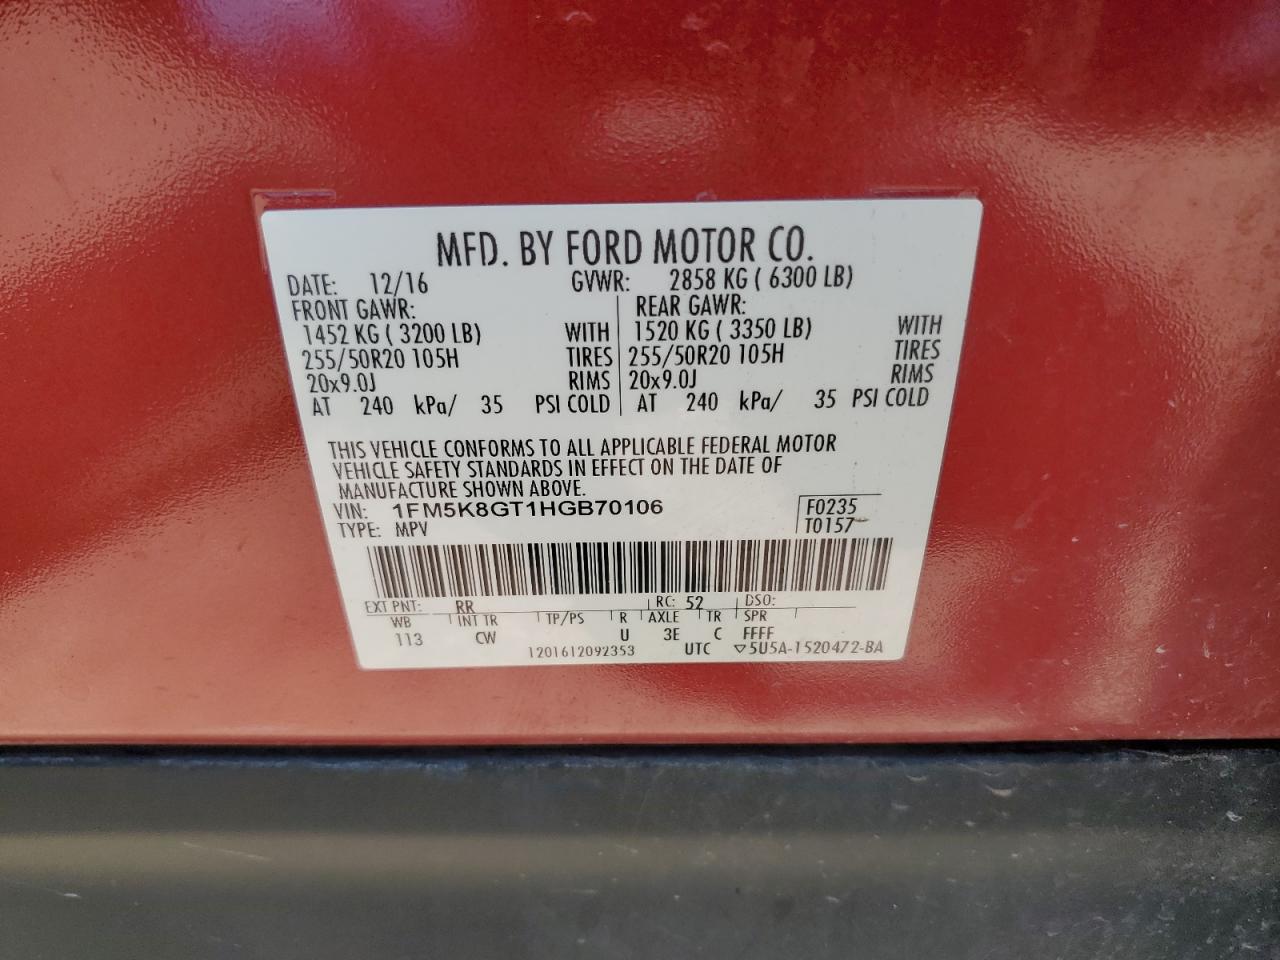 MFD. BY FORD MOTOR CO.
DATE: 12/16 GVWR: 2858 KG ( 6300 LB)
FRONT GAWR: REAR GAWR:
1452 KG ( 3200 LB) WITH 1520 KG ( 3350 LB) WITH
255/50R20 105H TIRES 255/50R20 105H TIRES
20x9.0J RIMS 20x9.0J RIMS
AT 240 kPa/ 35 PSI COLD AT 240 kPa/ 35 PSI COLD
THIS VEHICLE CONFORMS TO ALL APPLICABLE FEDERAL MOTOR
VEHICLE SAFETY STANDARDS IN EFFECT ON THE DATE OF
MANUFACTURE SHOWN ABOVE.
VIN: 1FM5K8GT1HGB70106 F0235
TYPE: MPV T0157
EXT PNT: RR RC: 52 DSO:
WB INT TR TP/PS R AXLE TR SPR
113 CW U 3E C FFFF
1201612092353 UTC ▽5U5A-1520472-BA